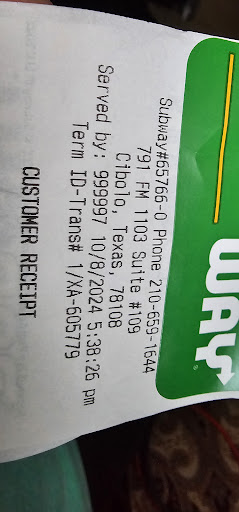 WAY
Subway#65766-0 Phone 210-659-1644
791 FM 1103 Suite #109
Cibolo, Texas, 78108
Served by: 999997 10/8/2024 5:38:26 pm
Term ID-Trans# 1/XA-605779
CUSTOMER RECEIPT